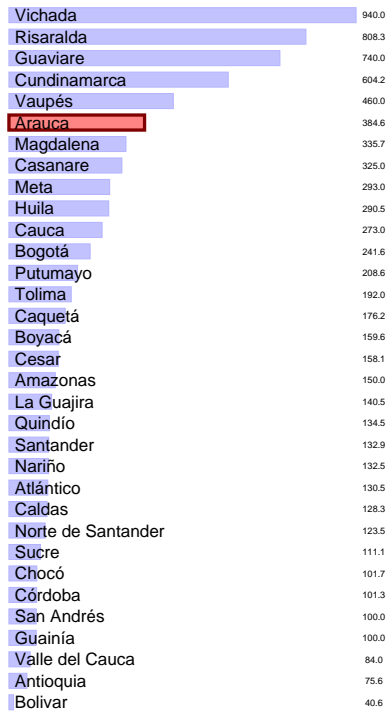 Vichada 940.0
Risaralda 808.3
Guaviare 740.0
Cundinamarca 604.2
Vaupés 460.0
Arauca 384.6
Magdalena 335.7
Casanare 325.0
Meta 293.0
Huila 290.5
Cauca 273.0
Bogotá 241.6
Putumayo 208.6
Tolima 192.0
Caquetá 176.2
Boyacá 159.6
Cesar 158.1
Amazonas 150.0
La Guajira 140.5
Quindío 134.5
Santander 132.9
Nariño 132.5
Atlántico 130.5
Caldas 128.3
Norte de Santander 123.5
Sucre 111.1
Chocó 101.7
Córdoba 101.3
San Andrés 100.0
Guainía 100.0
Valle del Cauca 84.0
Antioquia 75.6
Bolivar 40.6